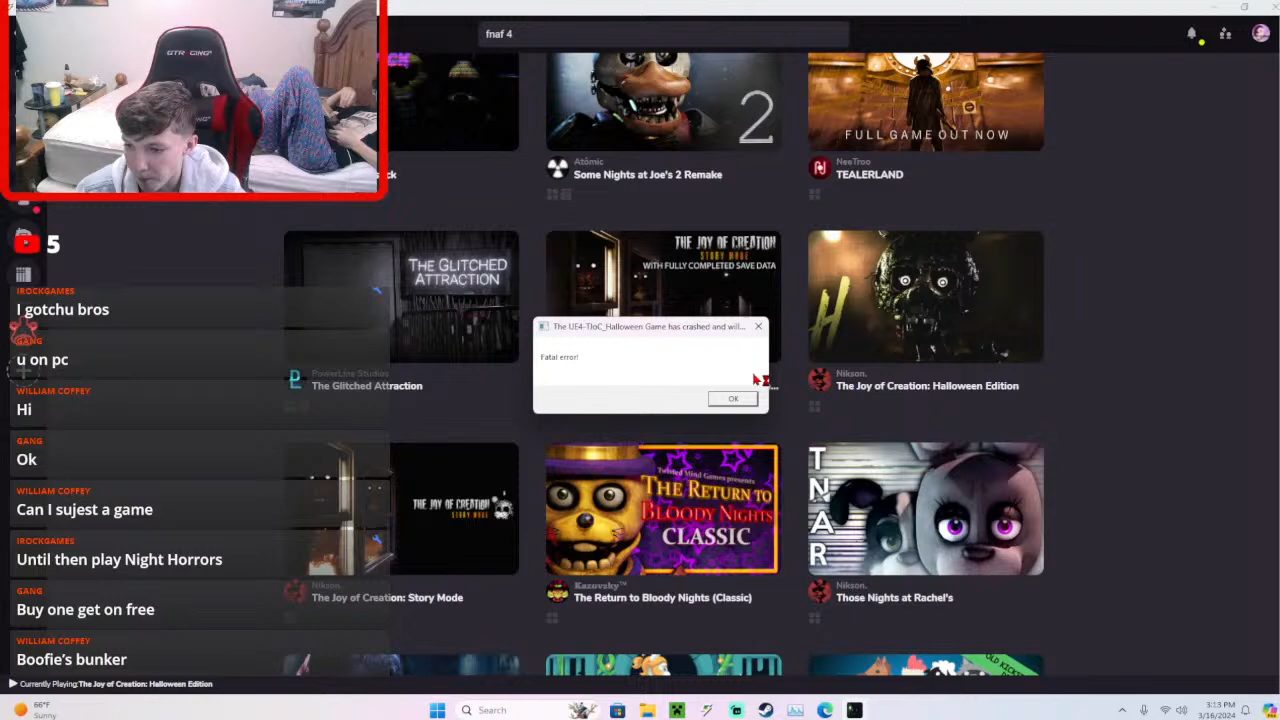 fnaf 4
GTRACING
2
FULL GAME OUT NOW
Atömic
Some Nights at Joe's 2 Remake
NeeTroo
TEALERLAND
5
THE GLITCHED
ATTRACTION
THE JOY OF CREATION
STORY MODE
WITH FULLY COMPLETED SAVE DATA
H
IROCKGAMES
I gotchu bros
The UE4-TJoC_Halloween Game has crashed and will...
Fatal error!
OK
GANG
u on pc
PowerLine Studios
The Glitched Attraction
Nikson.
The Joy of Creation: Halloween Edition
WILLIAM COFFEY
Hi
GANG
Ok
WILLIAM COFFEY
Can I sujest a game
THE JOY OF CREATION
STORY MODE
Twisted Mind Games presents
THE RETURN TO
BLOODY NIGHTS
CLASSIC
TNAR
IROCKGAMES
Until then play Night Horrors
Nikson.
The Joy of Creation: Story Mode
Kazovsky™
The Return to Bloody Nights (Classic)
Nikson.
Those Nights at Rachel's
GANG
Buy one get on free
WILLIAM COFFEY
Boofie's bunker
OLD KICKS
Currently Playing:The Joy of Creation: Halloween Edition
66°F
Sunny
Search
3:13 PM
3/16/2024